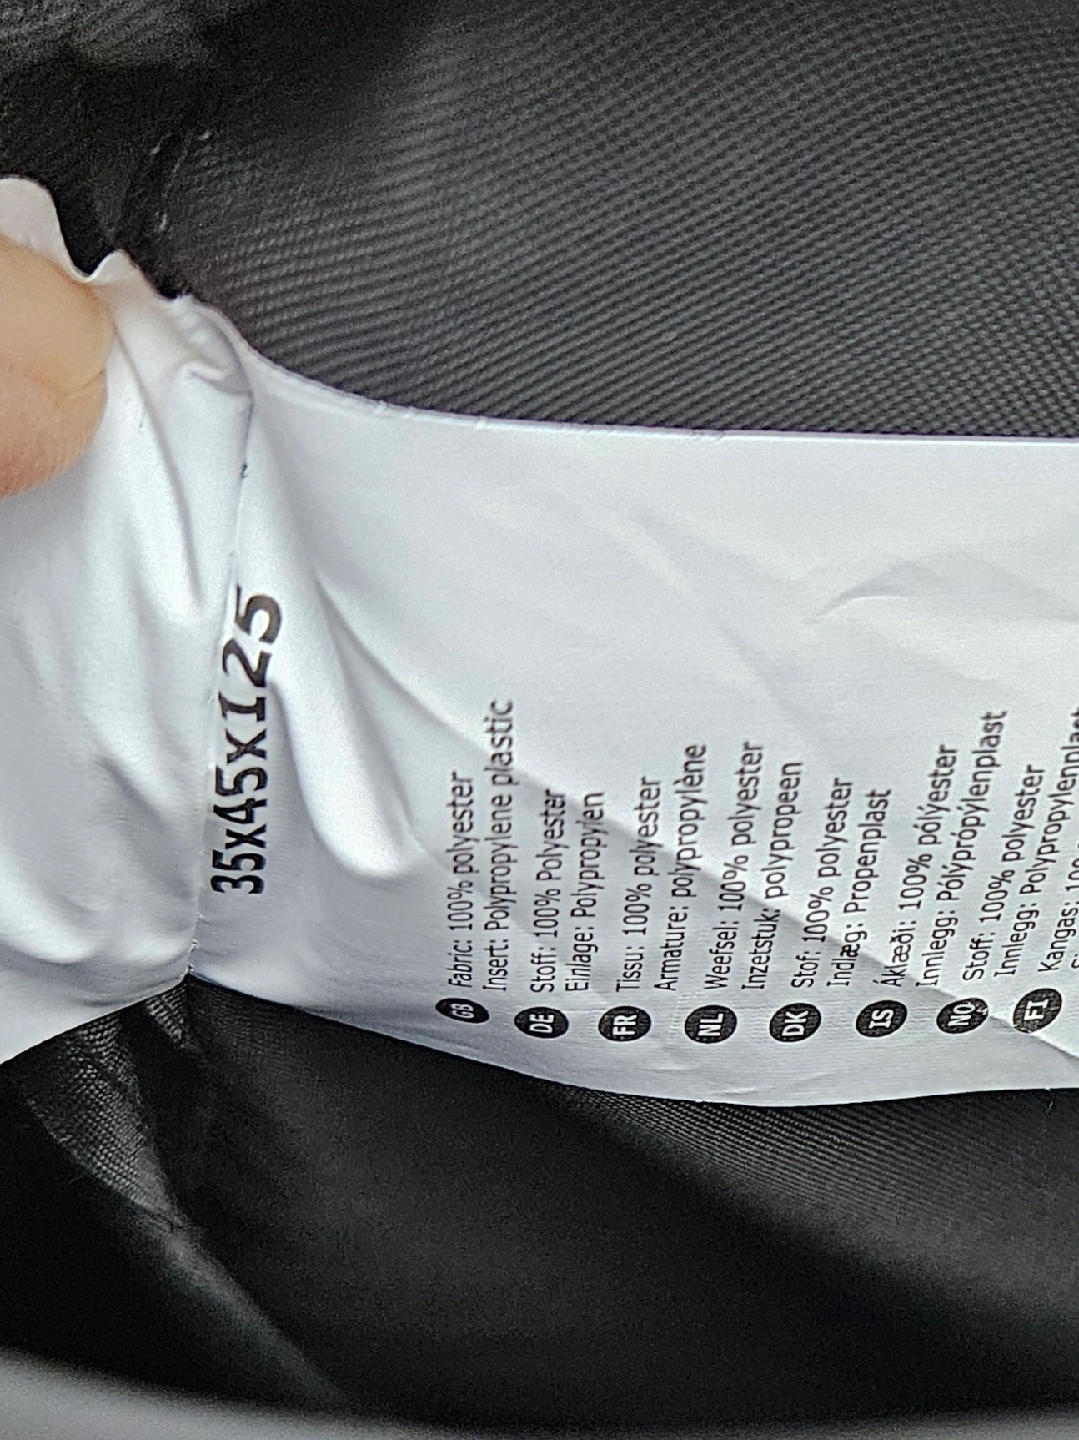 35x45x125
GB Fabric: 100% polyester
Insert: Polypropylene plastic
DE Stoff: 100% Polyester
Einlage: Polypropyien
FR Tissu: 100% polyester
Armature: polypropylène
NL Weefsel: 100% polyester
Inzetstuk: polypropeen
DK Stof: 100% polyester
Indlæg: Propenplast
IS Áklæði: 100% pólýester
Innlegg: Pólýprópýlenplast
NO Stoff: 100% polyester
Innlegg: Polypropylenplast
FI Kangas: